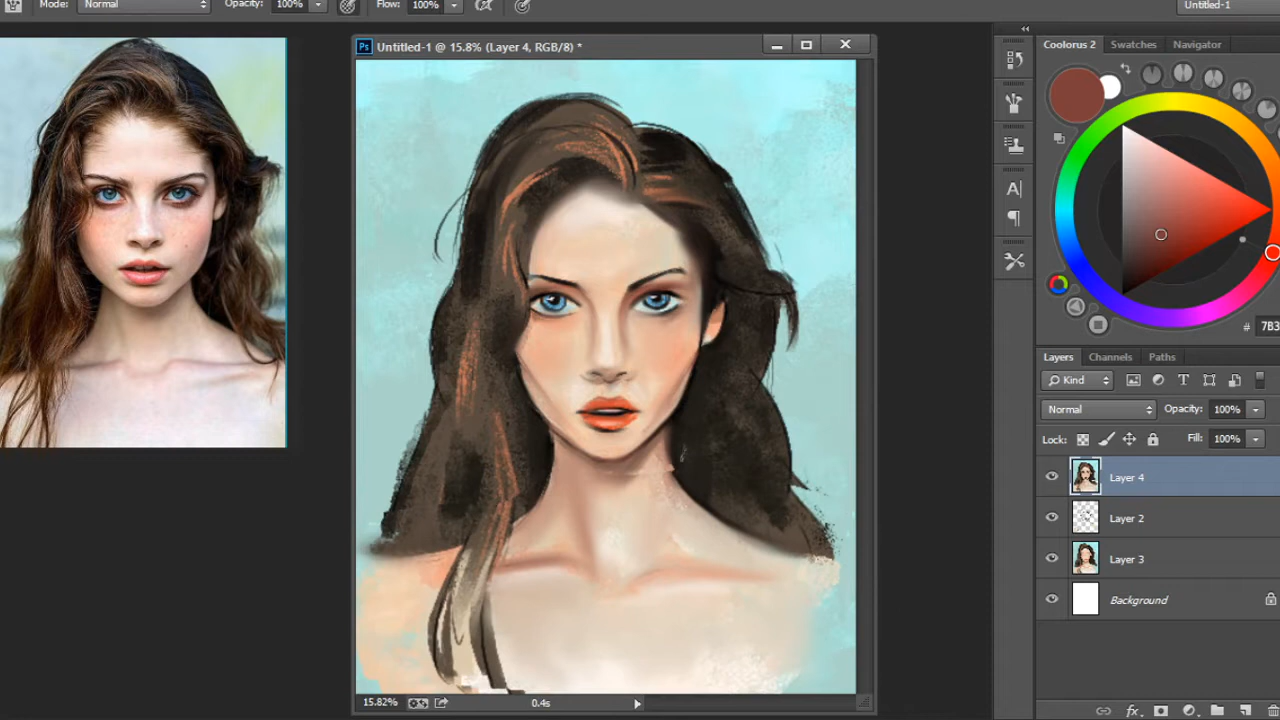 Mode: Normal Opacity: 100% Flow: 100% Untitled-1
Ps Untitled-1 @ 15.8% (Layer 4, RGB/8) *
Coolorus 2 Swatches Navigator
# 7B3
Layers Channels Paths
Kind
Normal Opacity: 100%
Lock: Fill: 100%
Layer 4
Layer 2
Layer 3
Background
15.82% 0.4s
fx